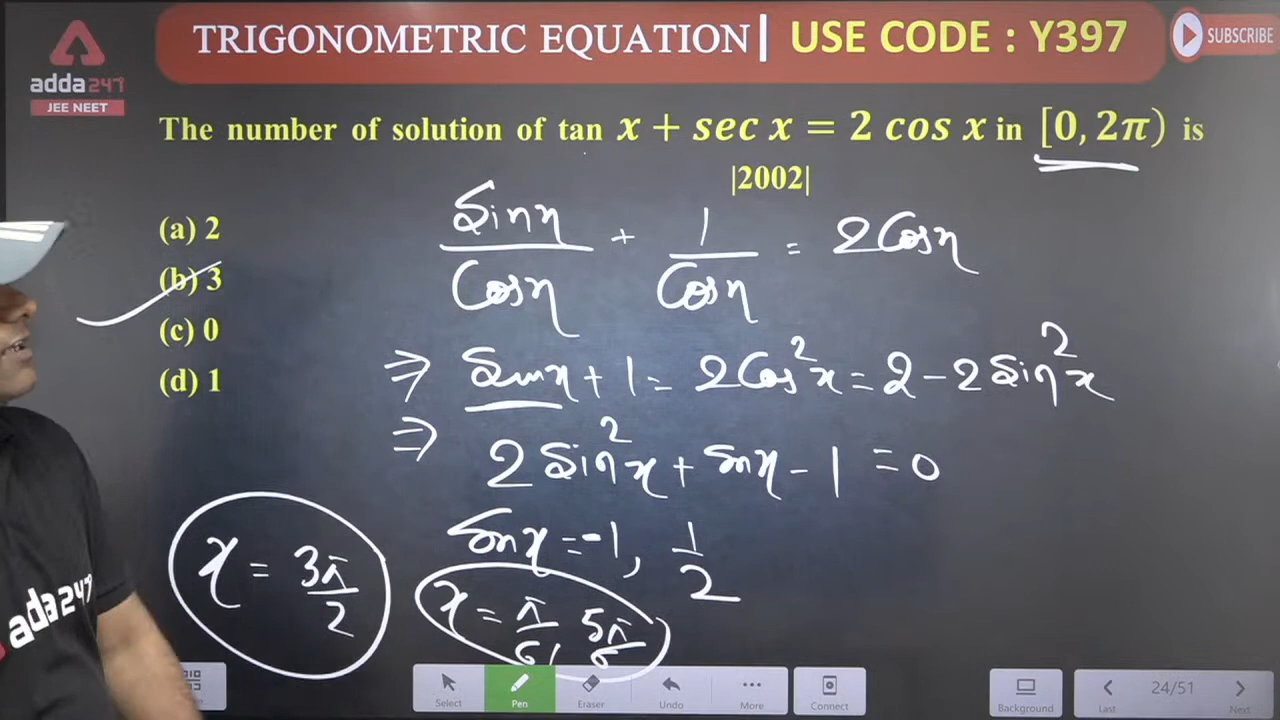 TRIGONOMETRIC EQUATION | USE CODE : Y397
SUBSCRIBE
adda247
JEE NEET
The number of solution of tan x + sec x = 2 cos x in [0, 2π) is
|2002|
(a) 2
(b) 3
(c) 0
(d) 1
sinx/cosx + 1/cosx = 2cosx
⇒ sinx + 1 = 2cos²x = 2 - 2sin²x
⇒ 2sin²x + sinx - 1 = 0
sinx = -1, 1/2
x = 3π/2
x = π/6, 5π/6
adda247
Select
Pen
Eraser
Undo
More
Connect
Background
Last
24/51
Next